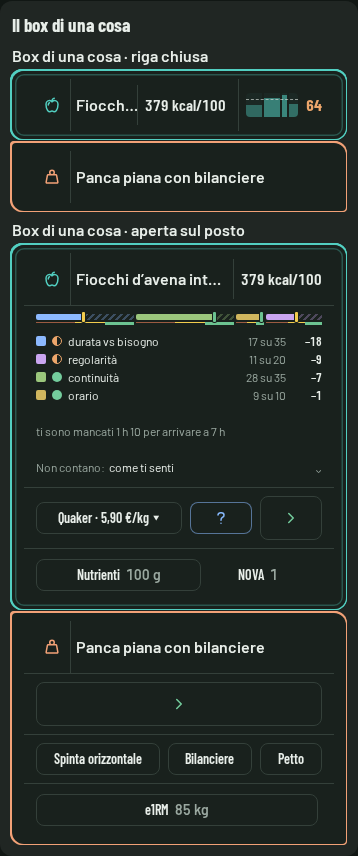 Il box di una cosa
Box di una cosa · riga chiusa
Fiocch... 379 kcal/100 64
Panca piana con bilanciere
Box di una cosa · aperta sul posto
Fiocchi d'avena int... 379 kcal/100
durata vs bisogno 17 su 35 −18
regolarità 11 su 20 −9
continuità 28 su 35 −7
orario 9 su 10 −1
ti sono mancati 1 h 10 per arrivare a 7 h
Non contano: come ti senti
Quaker · 5,90 €/kg ▾ ?
Nutrienti 100 g NOVA 1
Panca piana con bilanciere
Spinta orizzontale Bilanciere Petto
e1RM 85 kg